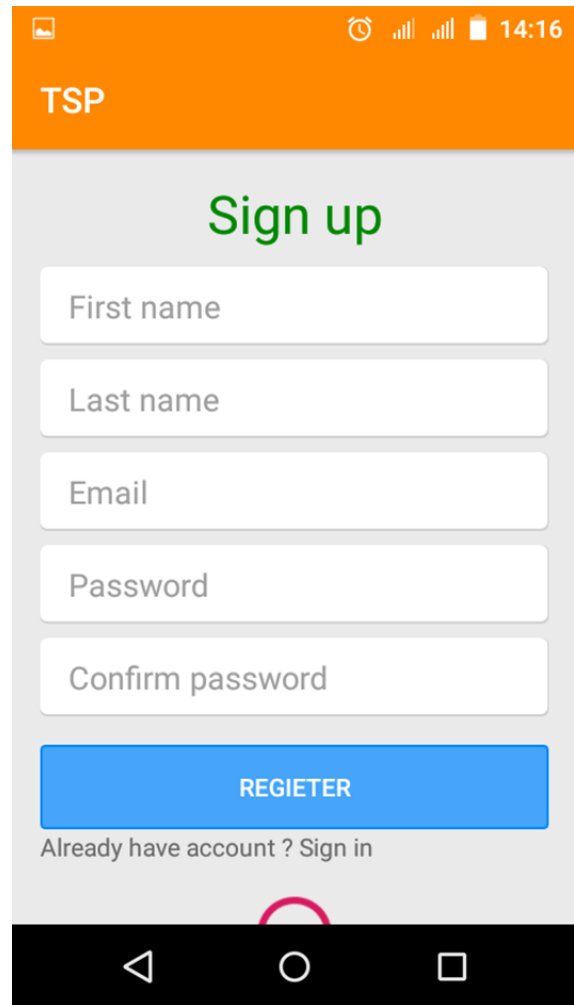 14:16
TSP
Sign up
First name
Last name
Email
Password
Confirm password
REGIETER
Already have account ? Sign in